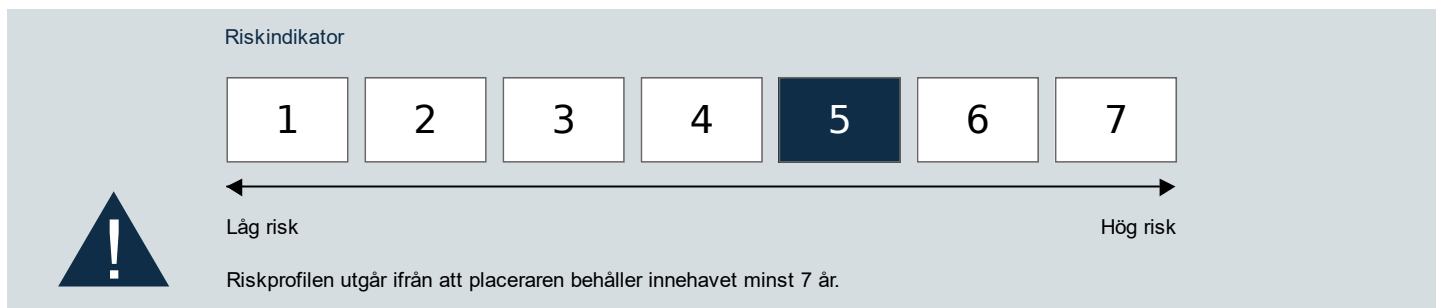 Riskindikator
1 2 3 4 5 6 7
Låg risk Hög risk
!
Riskprofilen utgår ifrån att placeraren behåller innehavet minst 7 år.